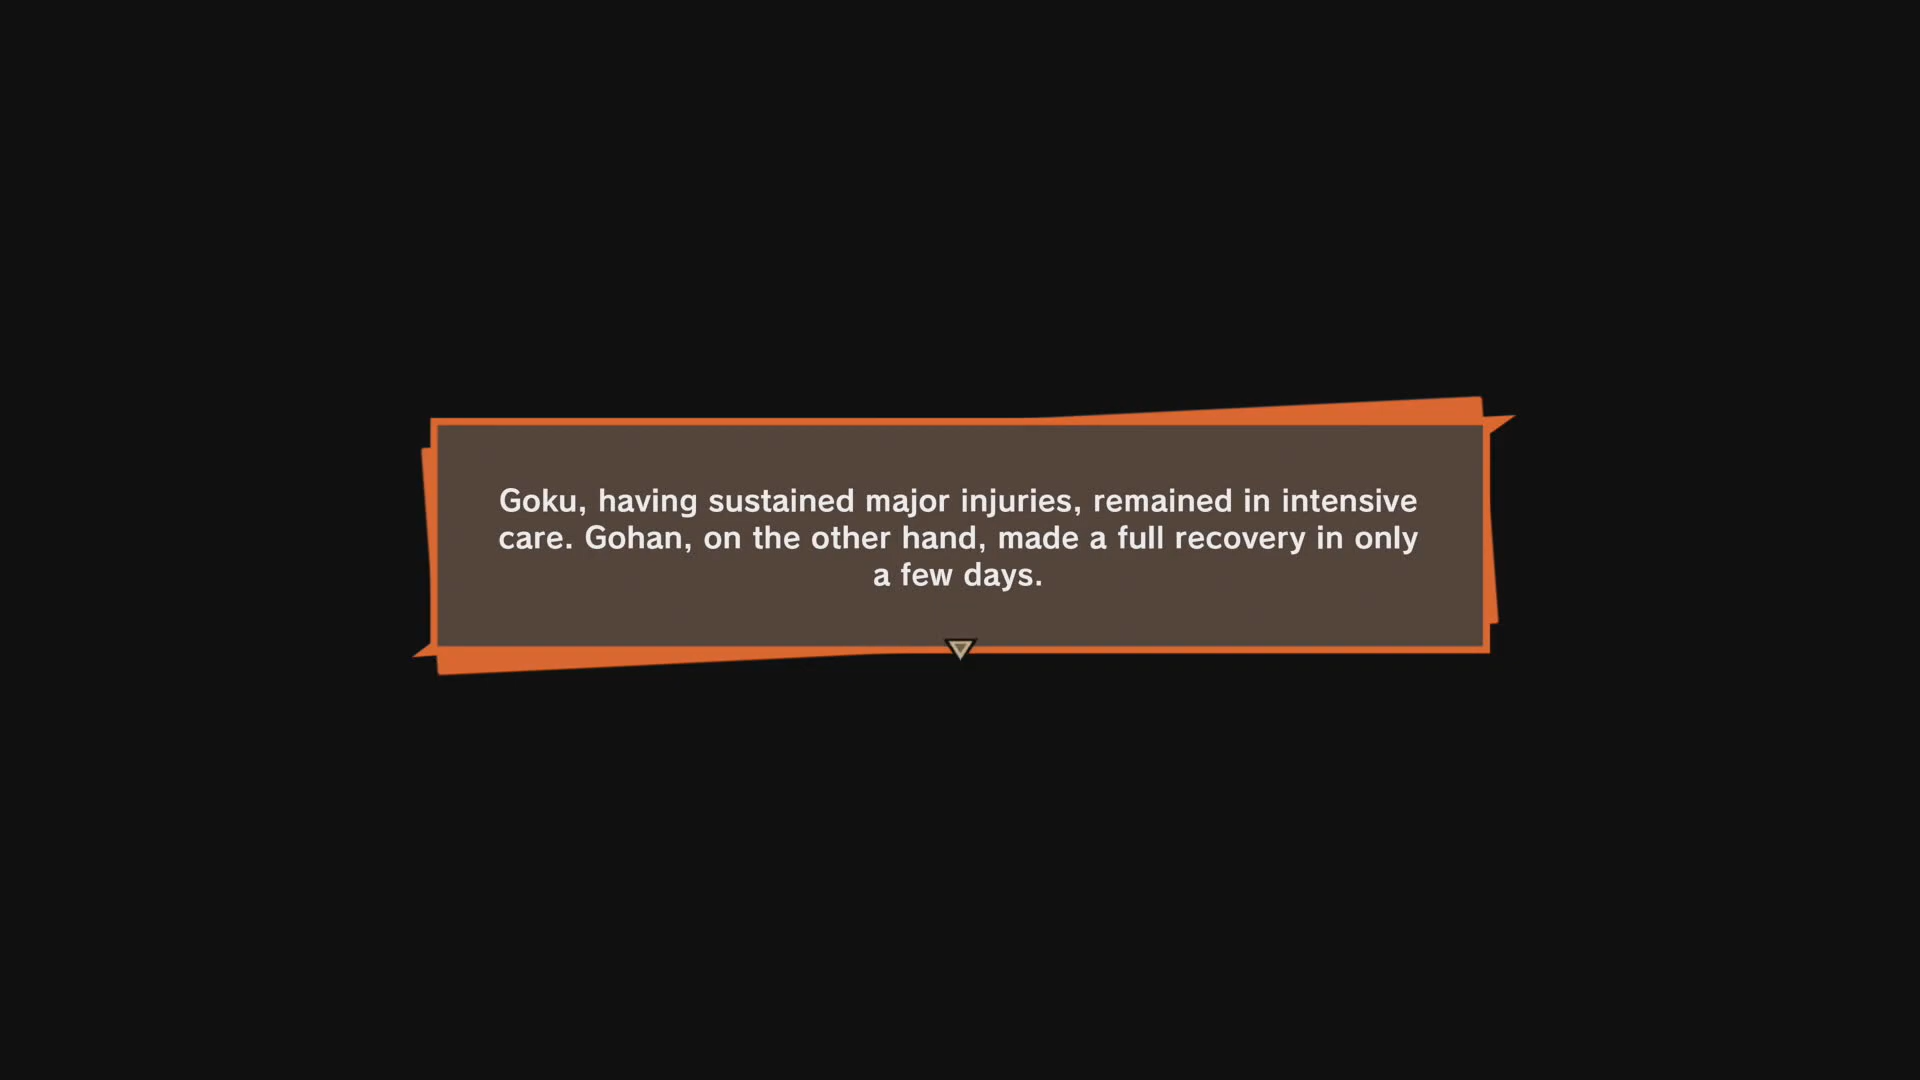 Goku, having sustained major injuries, remained in intensive
care. Gohan, on the other hand, made a full recovery in only
a few days.